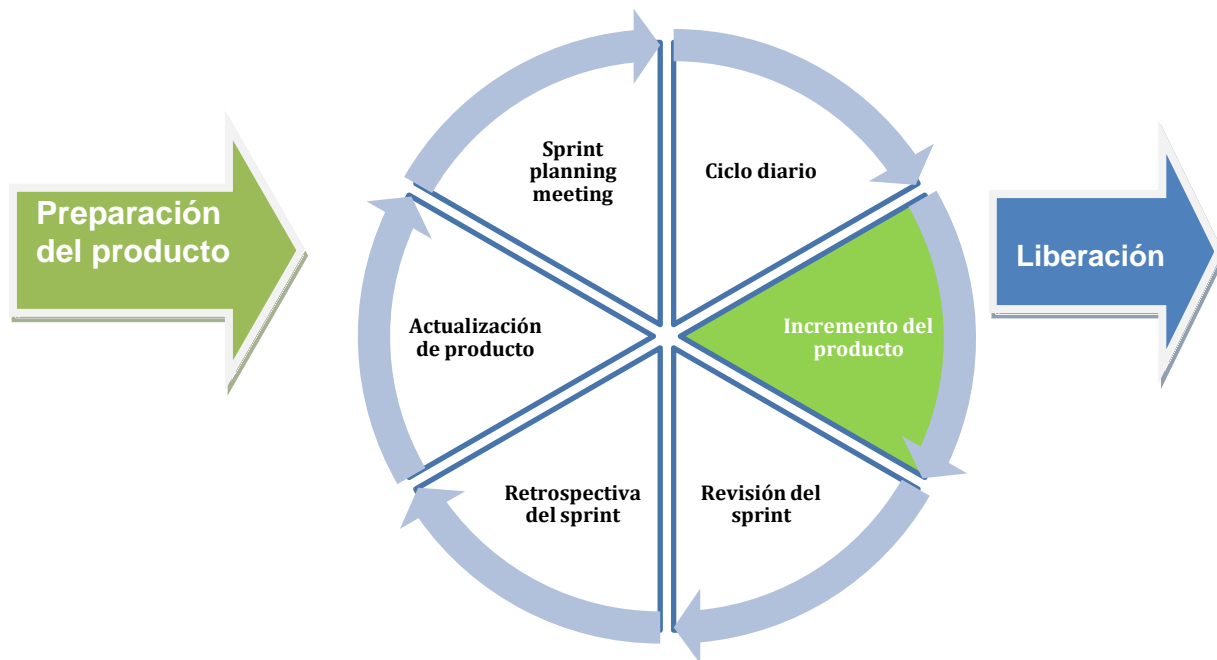 Preparación
del producto
Sprint
planning
meeting
Ciclo diario
Incremento del
producto
Revisión del
sprint
Retrospectiva
del sprint
Actualización
de producto
Liberación